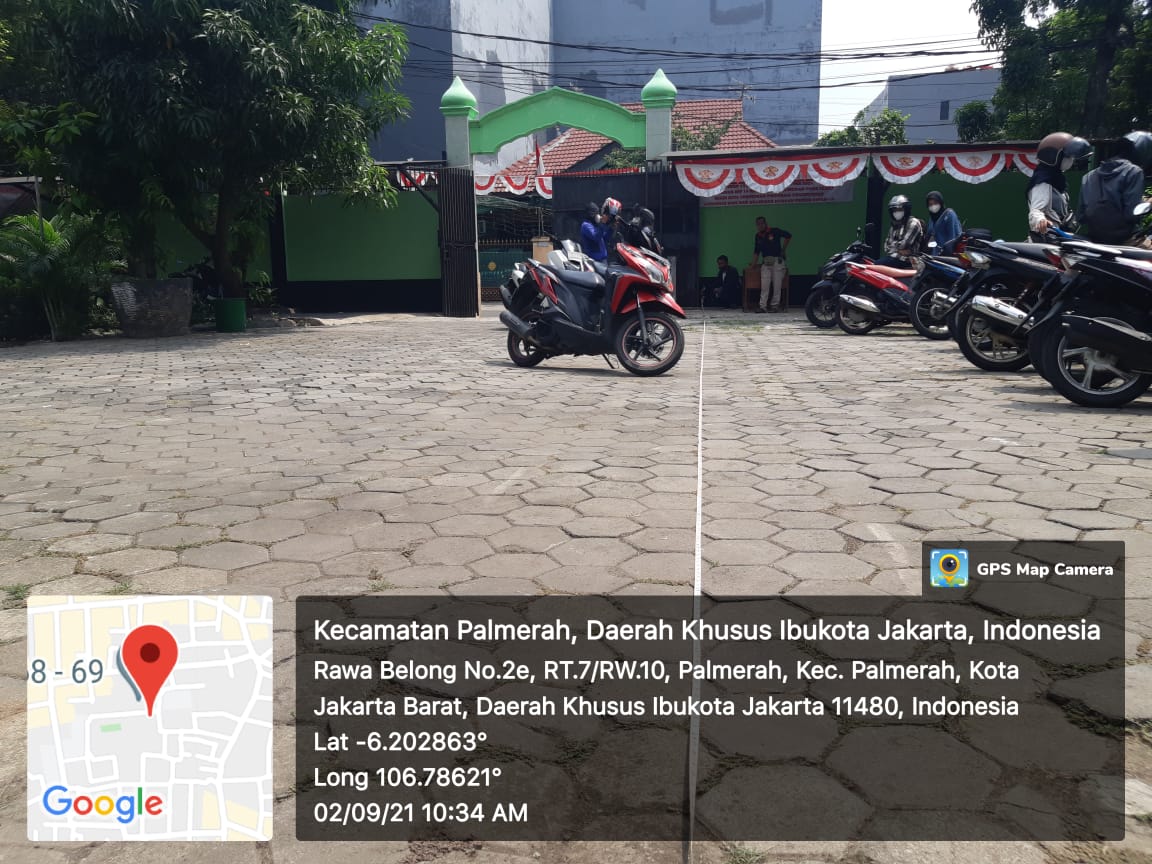 GPS Map Camera
8 - 69
Google
Kecamatan Palmerah, Daerah Khusus Ibukota Jakarta, Indonesia
Rawa Belong No.2e, RT.7/RW.10, Palmerah, Kec. Palmerah, Kota
Jakarta Barat, Daerah Khusus Ibukota Jakarta 11480, Indonesia
Lat -6.202863°
Long 106.78621°
02/09/21 10:34 AM